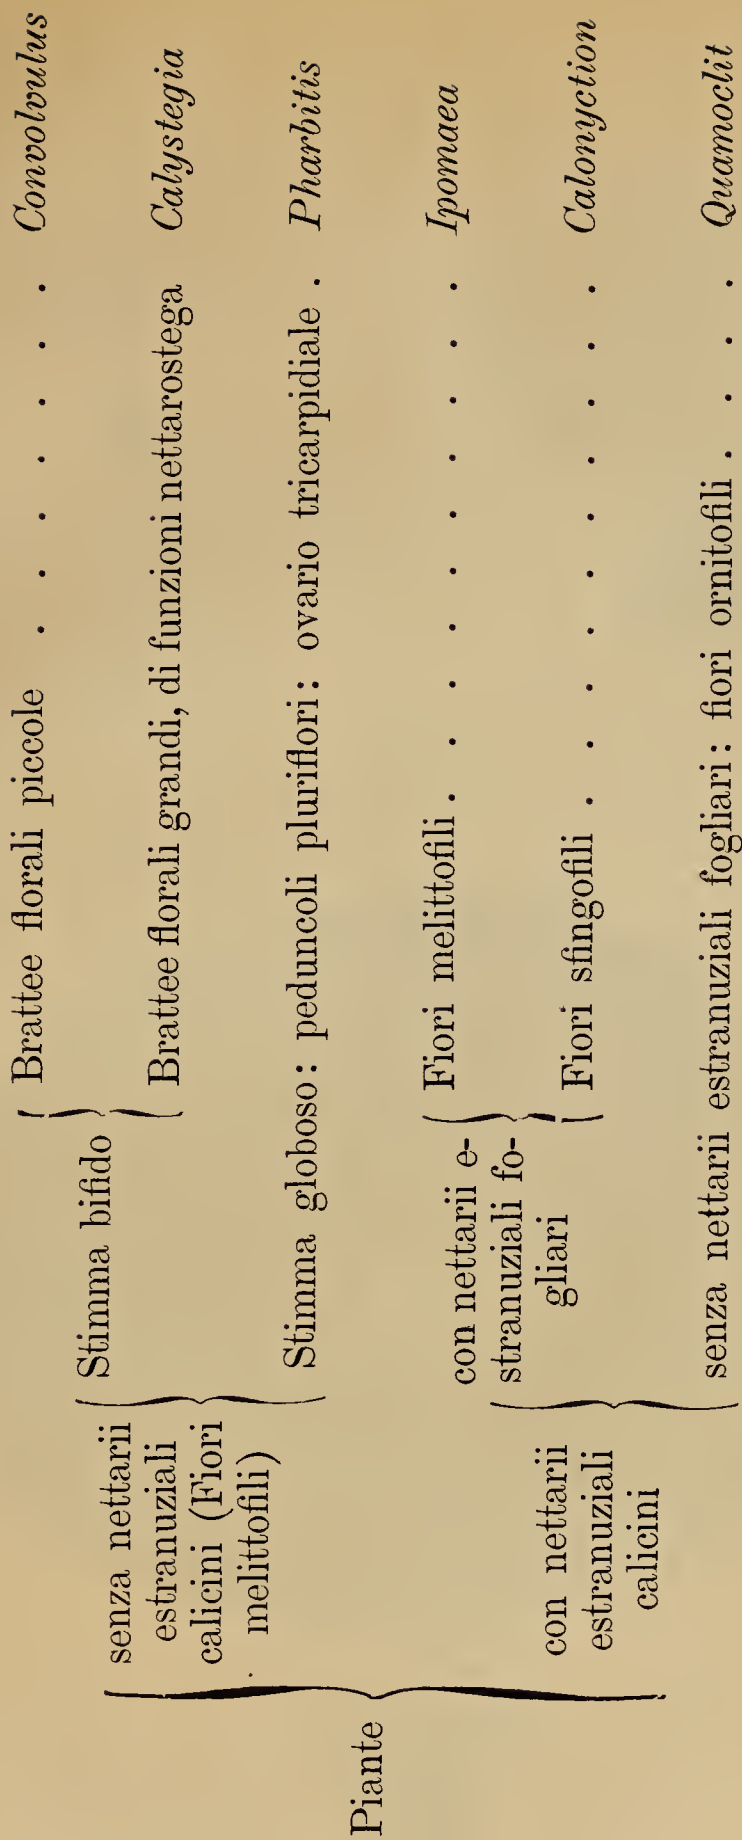 Piante
senza nettarii
estranuziali
calicini (Fiori
melittofili)
Stimma bifido
Brattee florali piccole . . . . . . . Convolvulus
Brattee florali grandi, di funzioni nettarostega Calystegia
Stimma globoso: peduncoli pluriflori: ovario tricarpidiale . Pharbitis
con nettarii
estranuziali
calicini
con nettarii e-
stranuziali fo-
gliari
Fiori melittofili . . . . . . . . . . Ipomaea
Fiori sfingofili . . . . . . . . . . Calonyction
senza nettarii estranuziali fogliari: fiori ornitofili . . . . Quamoclit